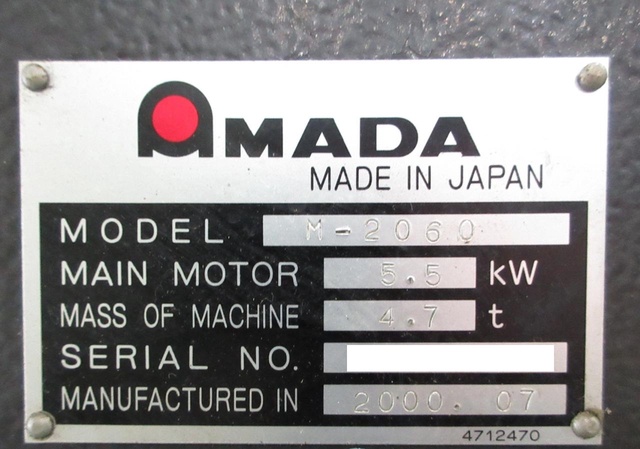 AMADA
MADE IN JAPAN
MODEL M-2060
MAIN MOTOR 5.5 kW
MASS OF MACHINE 4.7 t
SERIAL NO.
MANUFACTURED IN 2000. 07
4712470